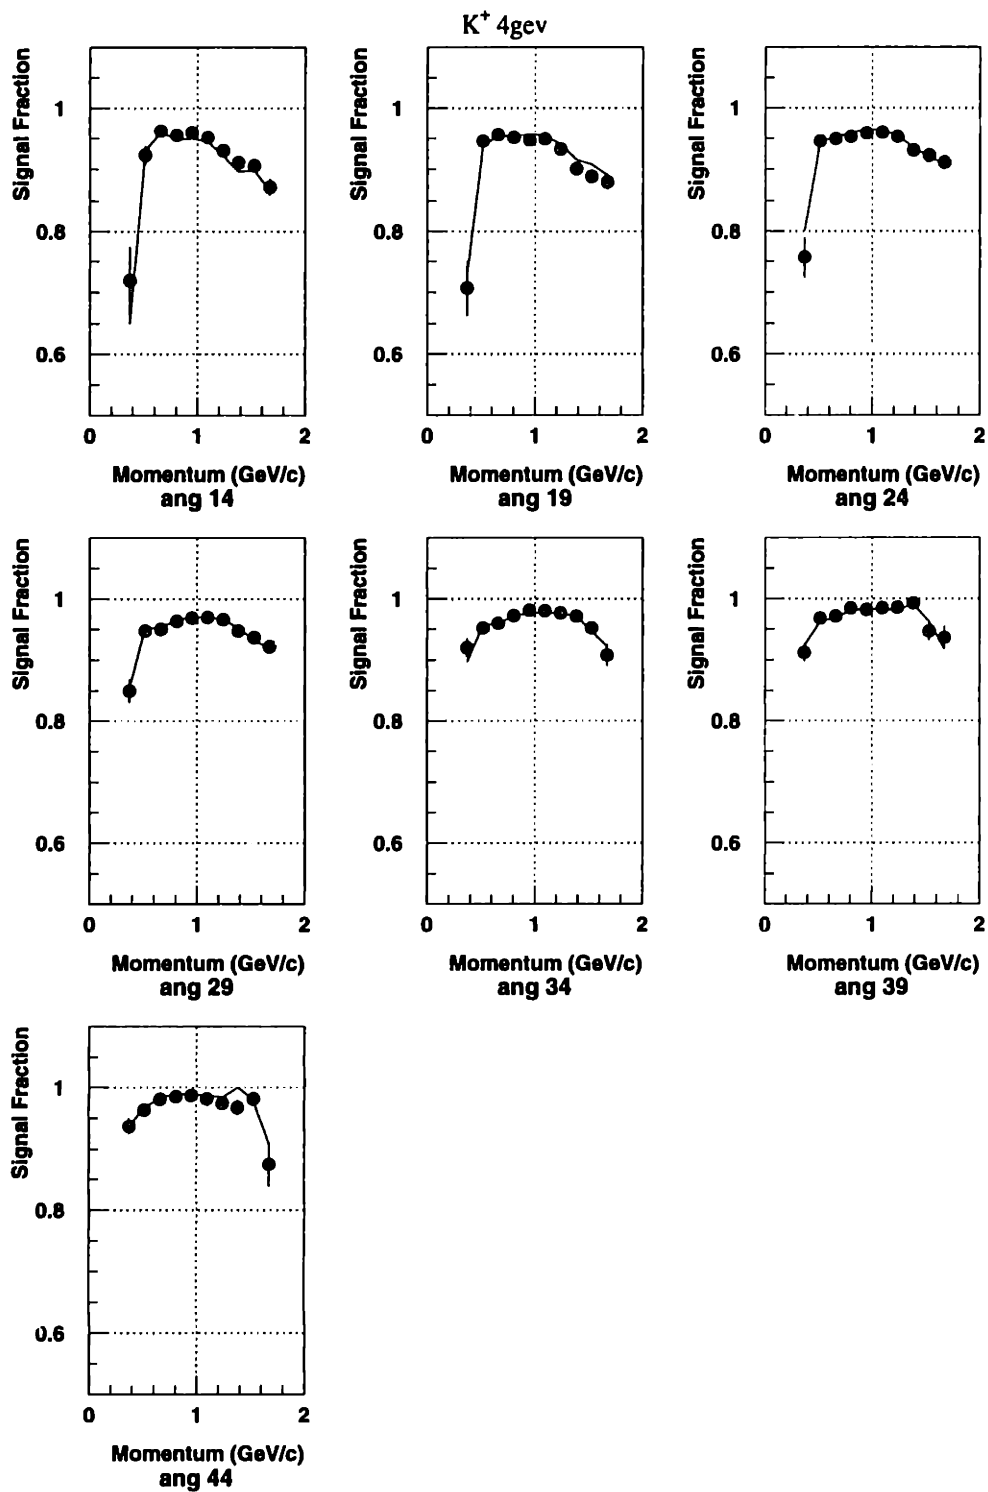 K+ 4gev
Signal Fraction
1
0.8
0.6
0
1
2
Momentum (GeV/c)
ang 14
Signal Fraction
1
0.8
0.6
0
1
2
Momentum (GeV/c)
ang 19
Signal Fraction
1
0.8
0.6
0
1
2
Momentum (GeV/c)
ang 24
Signal Fraction
1
0.8
0.6
0
1
2
Momentum (GeV/c)
ang 29
Signal Fraction
1
0.8
0.6
0
1
2
Momentum (GeV/c)
ang 34
Signal Fraction
1
0.8
0.6
0
1
2
Momentum (GeV/c)
ang 39
Signal Fraction
1
0.8
0.6
0
1
2
Momentum (GeV/c)
ang 44